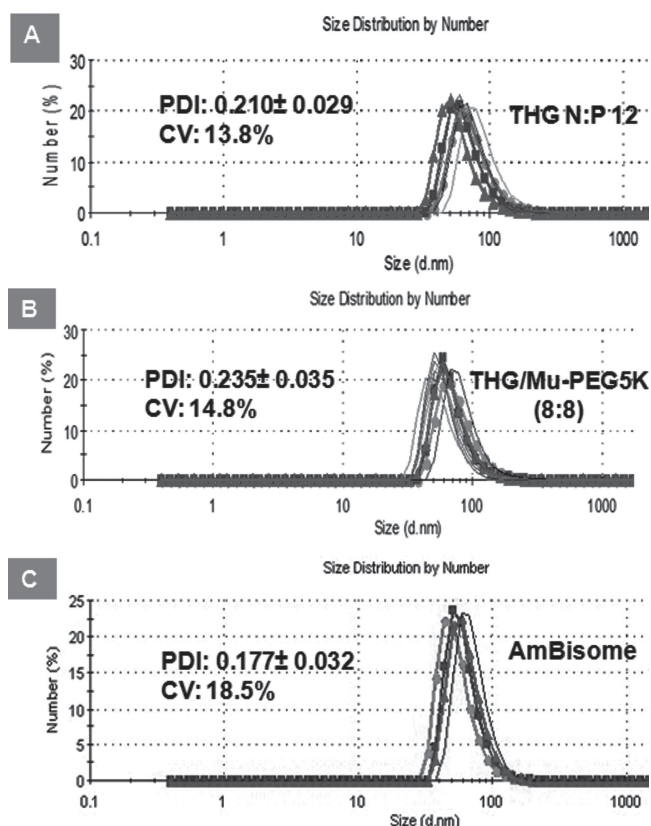 A
Size Distribution by Number
Number (%)
30
20
10
0
PDI: 0.210± 0.029
CV: 13.8%
THG N:P 12
0.1 1 10 100 1000
Size (d.nm)
B
Size Distribution by Number
Number (%)
30
20
10
0
PDI: 0.235± 0.035
CV: 14.8%
THG/Mu-PEG5K
(8:8)
0.1 1 10 100 1000
Size (d.nm)
C
Size Distribution by Number
Number (%)
25
20
15
10
5
0
PDI: 0.177± 0.032
CV: 18.5%
AmBisome
0.1 1 10 100 1000
Size (d.nm)